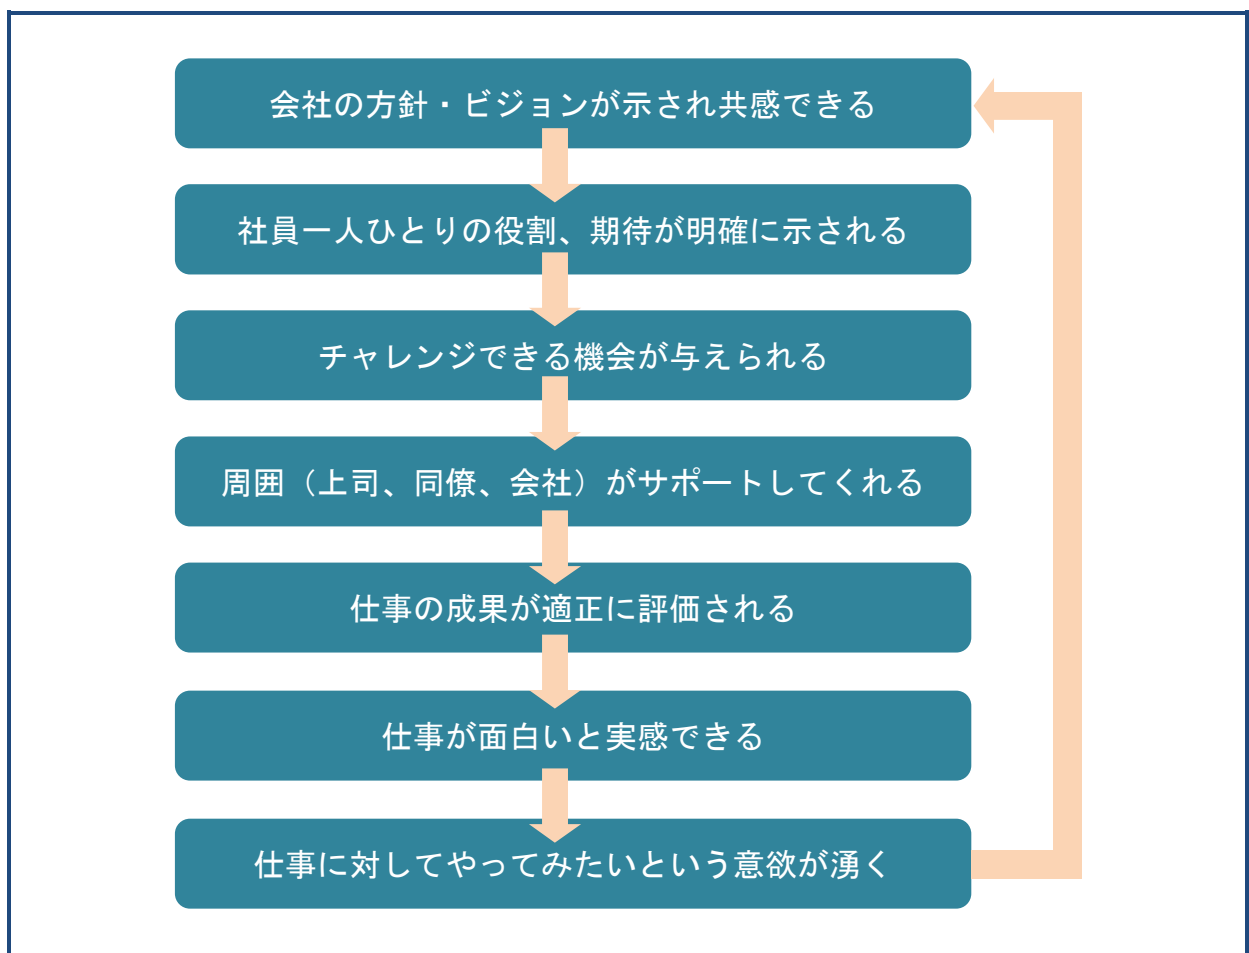 会社の方針・ビジョンが示され共感できる
社員一人ひとりの役割、期待が明確に示される
チャレンジできる機会が与えられる
周囲（上司、同僚、会社）がサポートしてくれる
仕事の成果が適正に評価される
仕事が面白いと実感できる
仕事に対してやってみたいという意欲が湧く